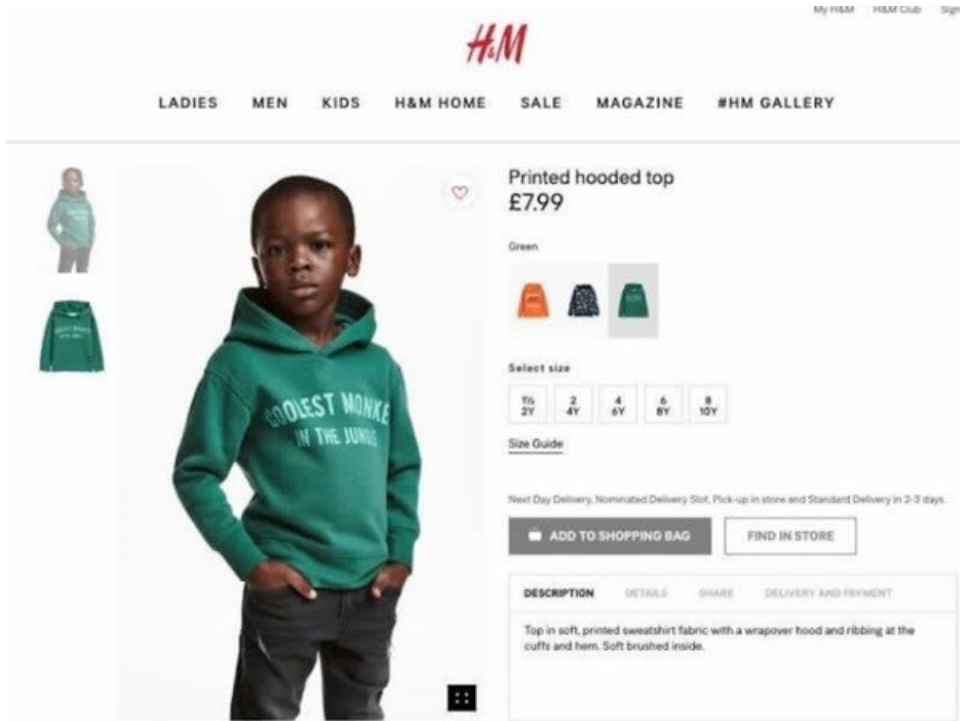 My H&M H&M Club
H&M
LADIES MEN KIDS H&M HOME SALE MAGAZINE #HM GALLERY
Printed hooded top
£7.99
Green
COOLEST MONKE
IN THE JUNGLE
Select size
1½ 2 4 6 8
2Y 4Y 6Y 8Y 10Y
Size Guide
Next Day Delivery, Nominated Delivery Slot, Pick-up in store and Standard Delivery in 2-3 days.
ADD TO SHOPPING BAG FIND IN STORE
DESCRIPTION DETAILS SHARE DELIVERY AND PAYMENT
Top in soft, printed sweatshirt fabric with a wrapover hood and ribbing at the
cuffs and hem. Soft brushed inside.